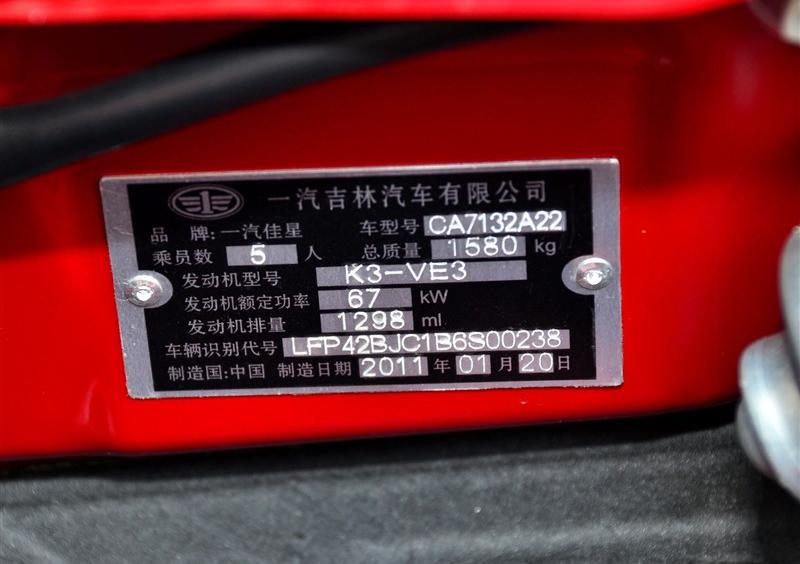 一汽吉林汽车有限公司
品 牌:一汽佳星 车型号 CA7132A22
乘员数 5 人 总质量 1580 kg
发动机型号 K3-VE3
发动机额定功率 67 kW
发动机排量 1298 ml
车辆识别代号 LFP42BJC1B6S00238
制造国:中国 制造日期 2011 年 01 月 20 日